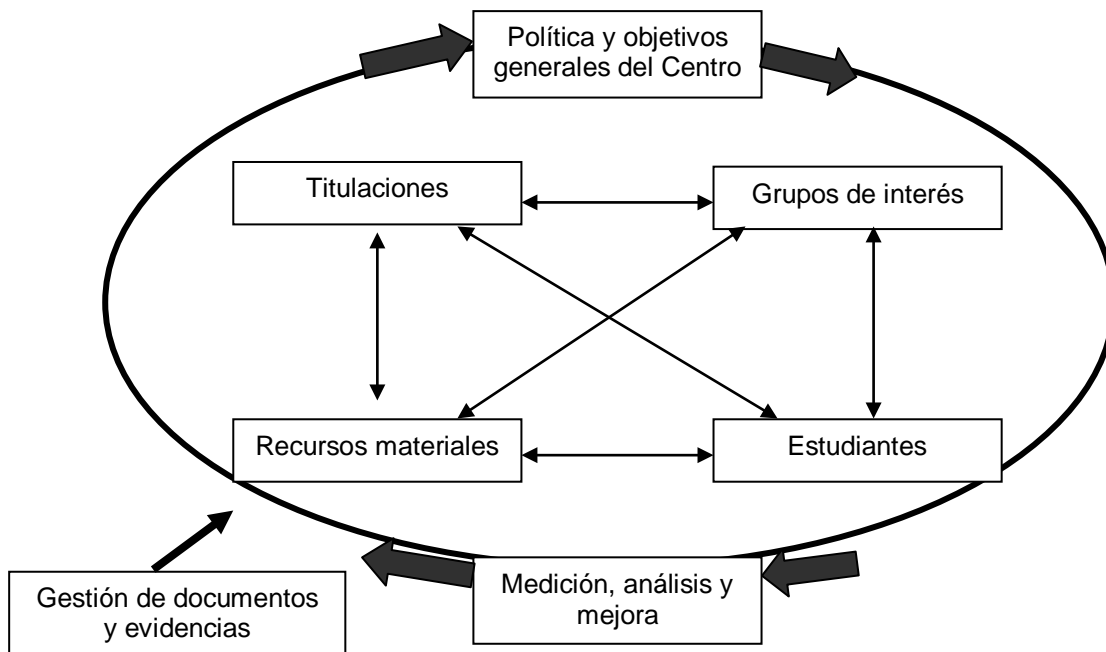 Política y objetivos
generales del Centro
Titulaciones
Grupos de interés
Recursos materiales
Estudiantes
Gestión de documentos
y evidencias
Medición, análisis y
mejora